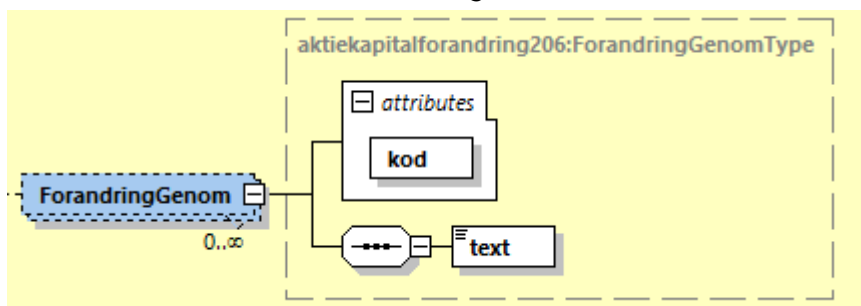 aktiekapitalforandring206:ForandringGenomType
attributes
kod
ForandringGenom
0..∞
text